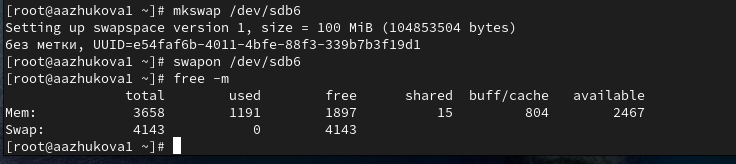 [root@aazhukova1 ~]# mkswap /dev/sdb6
Setting up swapspace version 1, size = 100 MiB (104853504 bytes)
без метки, UUID=e54faf6b-4011-4bfe-88f3-339b7b3f19d1
[root@aazhukova1 ~]# swapon /dev/sdb6
[root@aazhukova1 ~]# free -m
               total        used        free      shared  buff/cache   available
Mem:            3658        1191        1897          15         804        2467
Swap:           4143           0        4143
[root@aazhukova1 ~]#